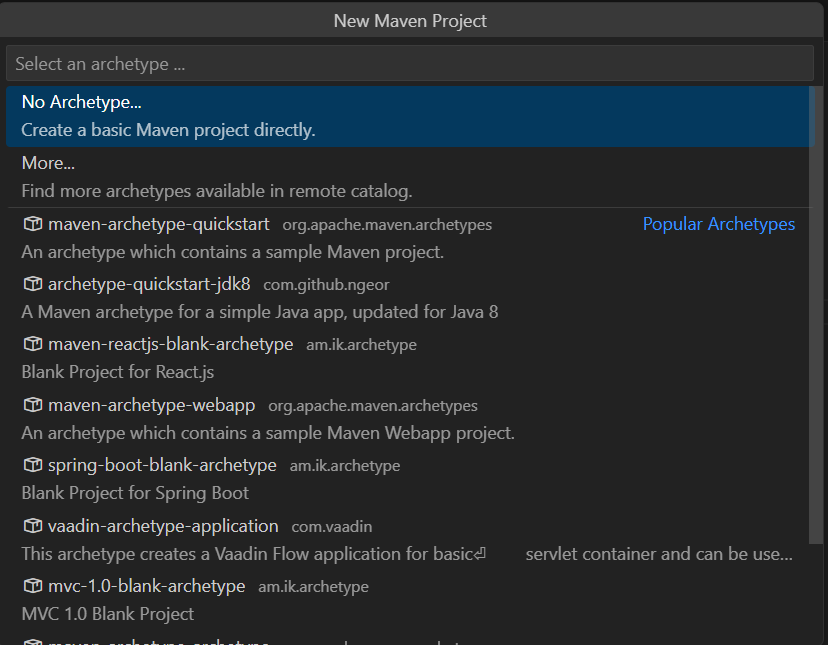 New Maven Project
Select an archetype ...
No Archetype...
Create a basic Maven project directly.
More...
Find more archetypes available in remote catalog.
maven-archetype-quickstart org.apache.maven.archetypes Popular Archetypes
An archetype which contains a sample Maven project.
archetype-quickstart-jdk8 com.github.ngeor
A Maven archetype for a simple Java app, updated for Java 8
maven-reactjs-blank-archetype am.ik.archetype
Blank Project for React.js
maven-archetype-webapp org.apache.maven.archetypes
An archetype which contains a sample Maven Webapp project.
spring-boot-blank-archetype am.ik.archetype
Blank Project for Spring Boot
vaadin-archetype-application com.vaadin
This archetype creates a Vaadin Flow application for basic⏎ servlet container and can be use...
mvc-1.0-blank-archetype am.ik.archetype
MVC 1.0 Blank Project